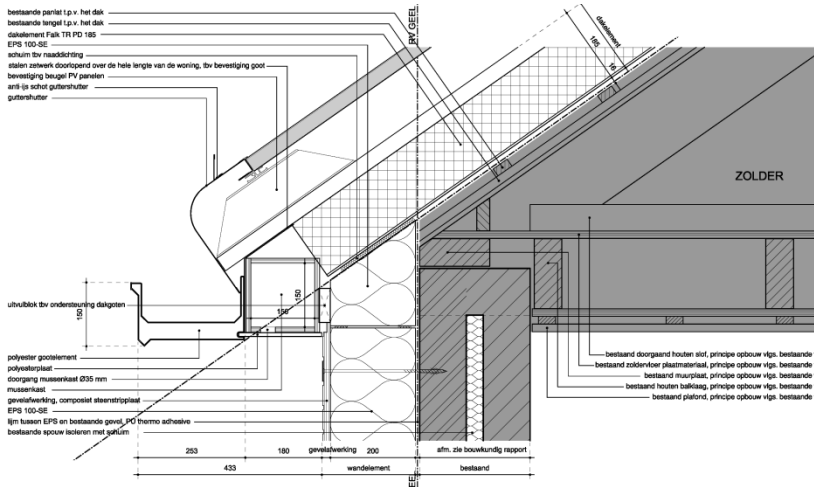 bestaande panlat t.p.v. het dak
bestaande tengel t.p.v. het dak
dakelement Falk TR PD 185
EPS 100-SE
schuim tbv naaddichting
stalen zetwerk doorlopend over de hele lengte van de woning, tbv bevestiging goot
bevestiging beugel PV panelen
anti-ijs schot guttershutter
guttershutter
RV GEEL
dakelement
185
16
ZOLDER
150
150
150
uitvulblok tbv ondersteuning dakgoten
polyester gootelement
polyesterplaat
doorgang mussenkast Ø35 mm
mussenkast
gevelafwerking, composiet steenstripplaat
EPS 100-SE
lijm tussen EPS en bestaande gevel, PU thermo adhesive
bestaande spouw isoleren met schuim
bestaand doorgaand houten slof, principe opbouw vlgs. bestaande
bestaand zoldervloer plaatmateriaal, principe opbouw vlgs. bestaande
bestaand muurplaat, principe opbouw vlgs. bestaande
bestaand houten balklaag, principe opbouw vlgs. bestaande
bestaand plafond, principe opbouw vlgs. bestaande
253
180
gevelafwerking
200
afm. zie bouwkundig rapport
433
wandelement
bestaand